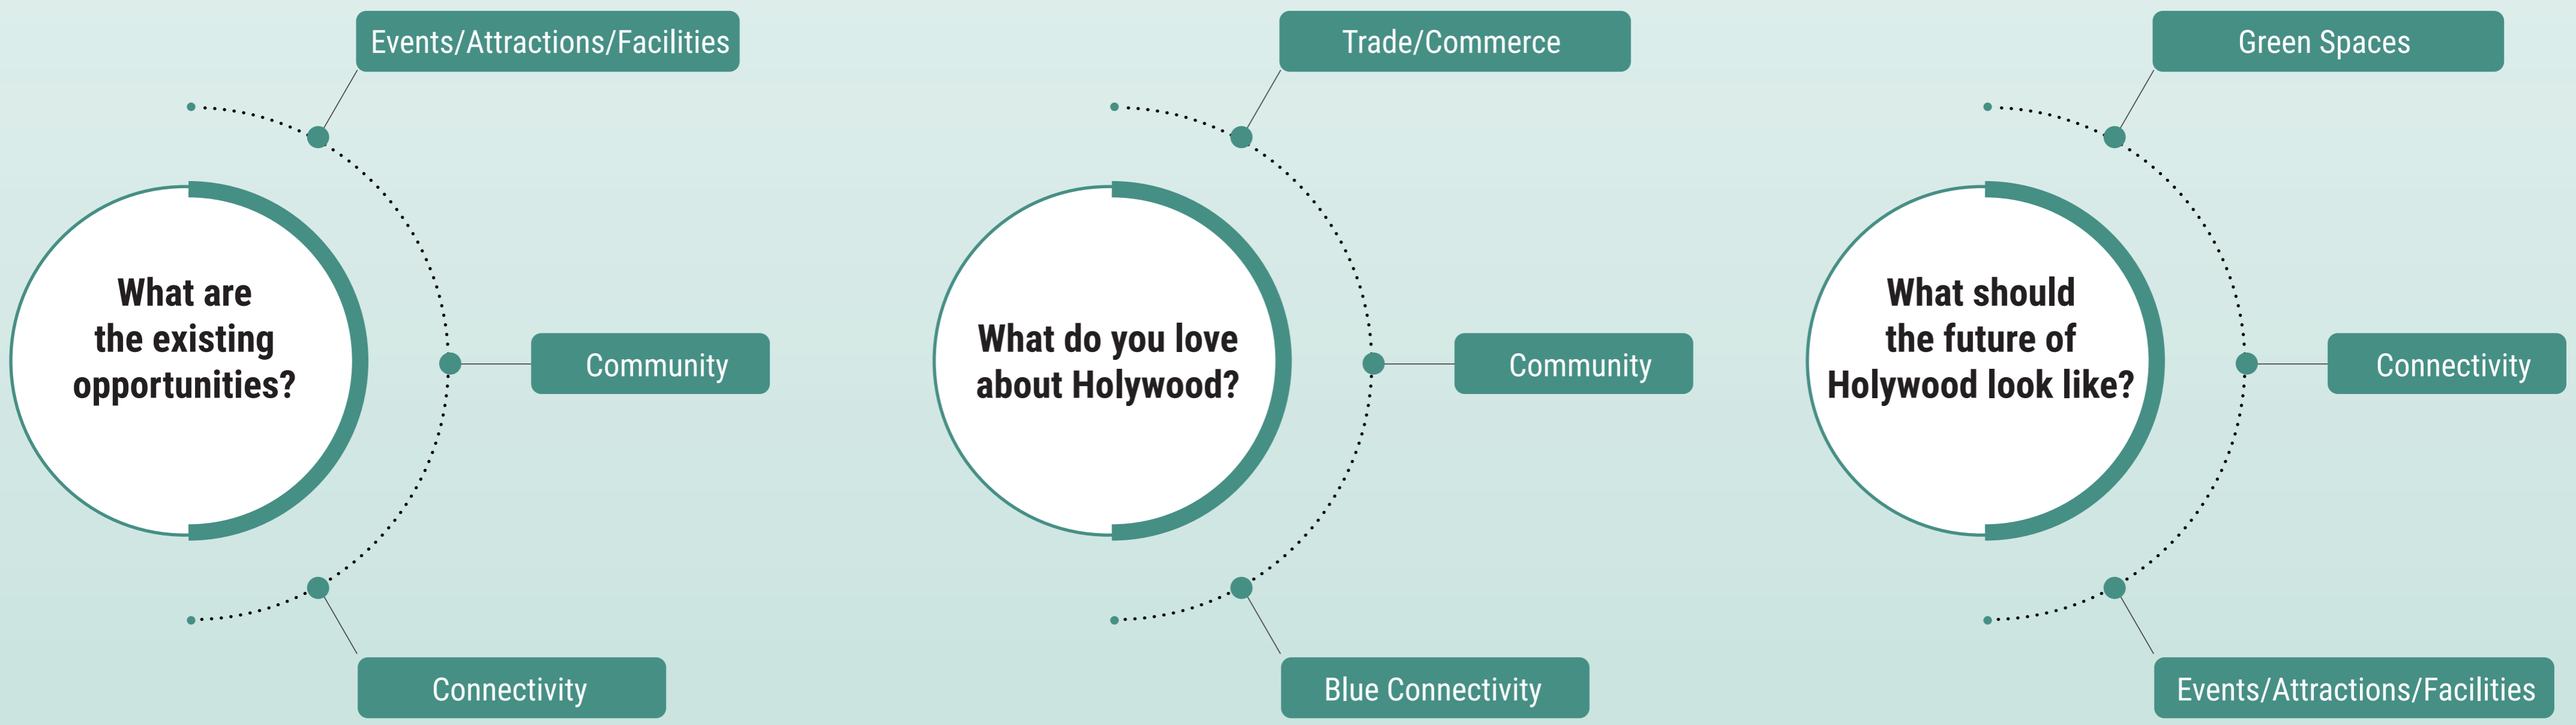 Events/Attractions/Facilities
What are
the existing
opportunities?
Community
Connectivity
Trade/Commerce
What do you love
about Holywood?
Community
Blue Connectivity
Green Spaces
What should
the future of
Holywood look like?
Connectivity
Events/Attractions/Facilities